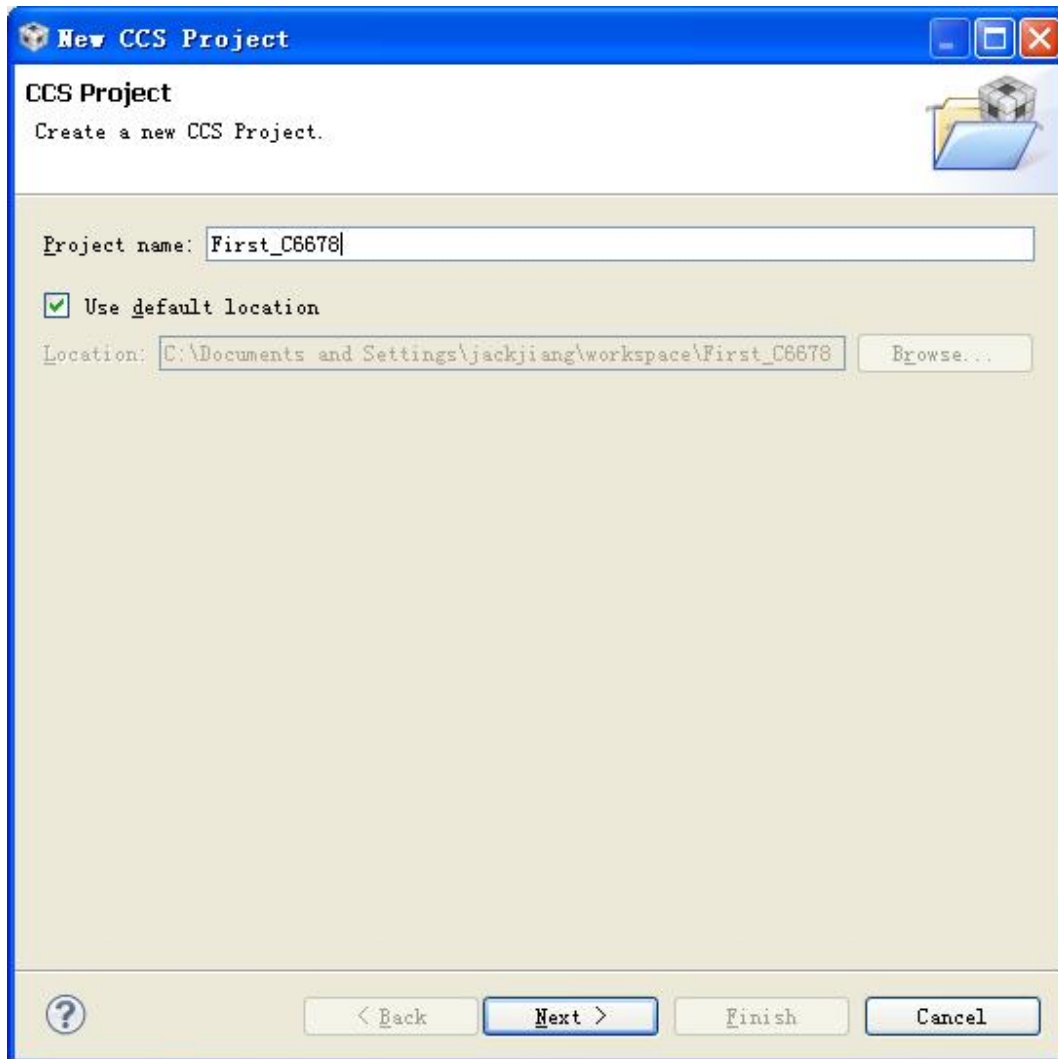 New CCS Project
CCS Project
Create a new CCS Project.
Project name: First_C6678
Use default location
Location: C:\Documents and Settings\jackjiang\workspace\First_C6678 Browse...
< Back Next > Finish Cancel